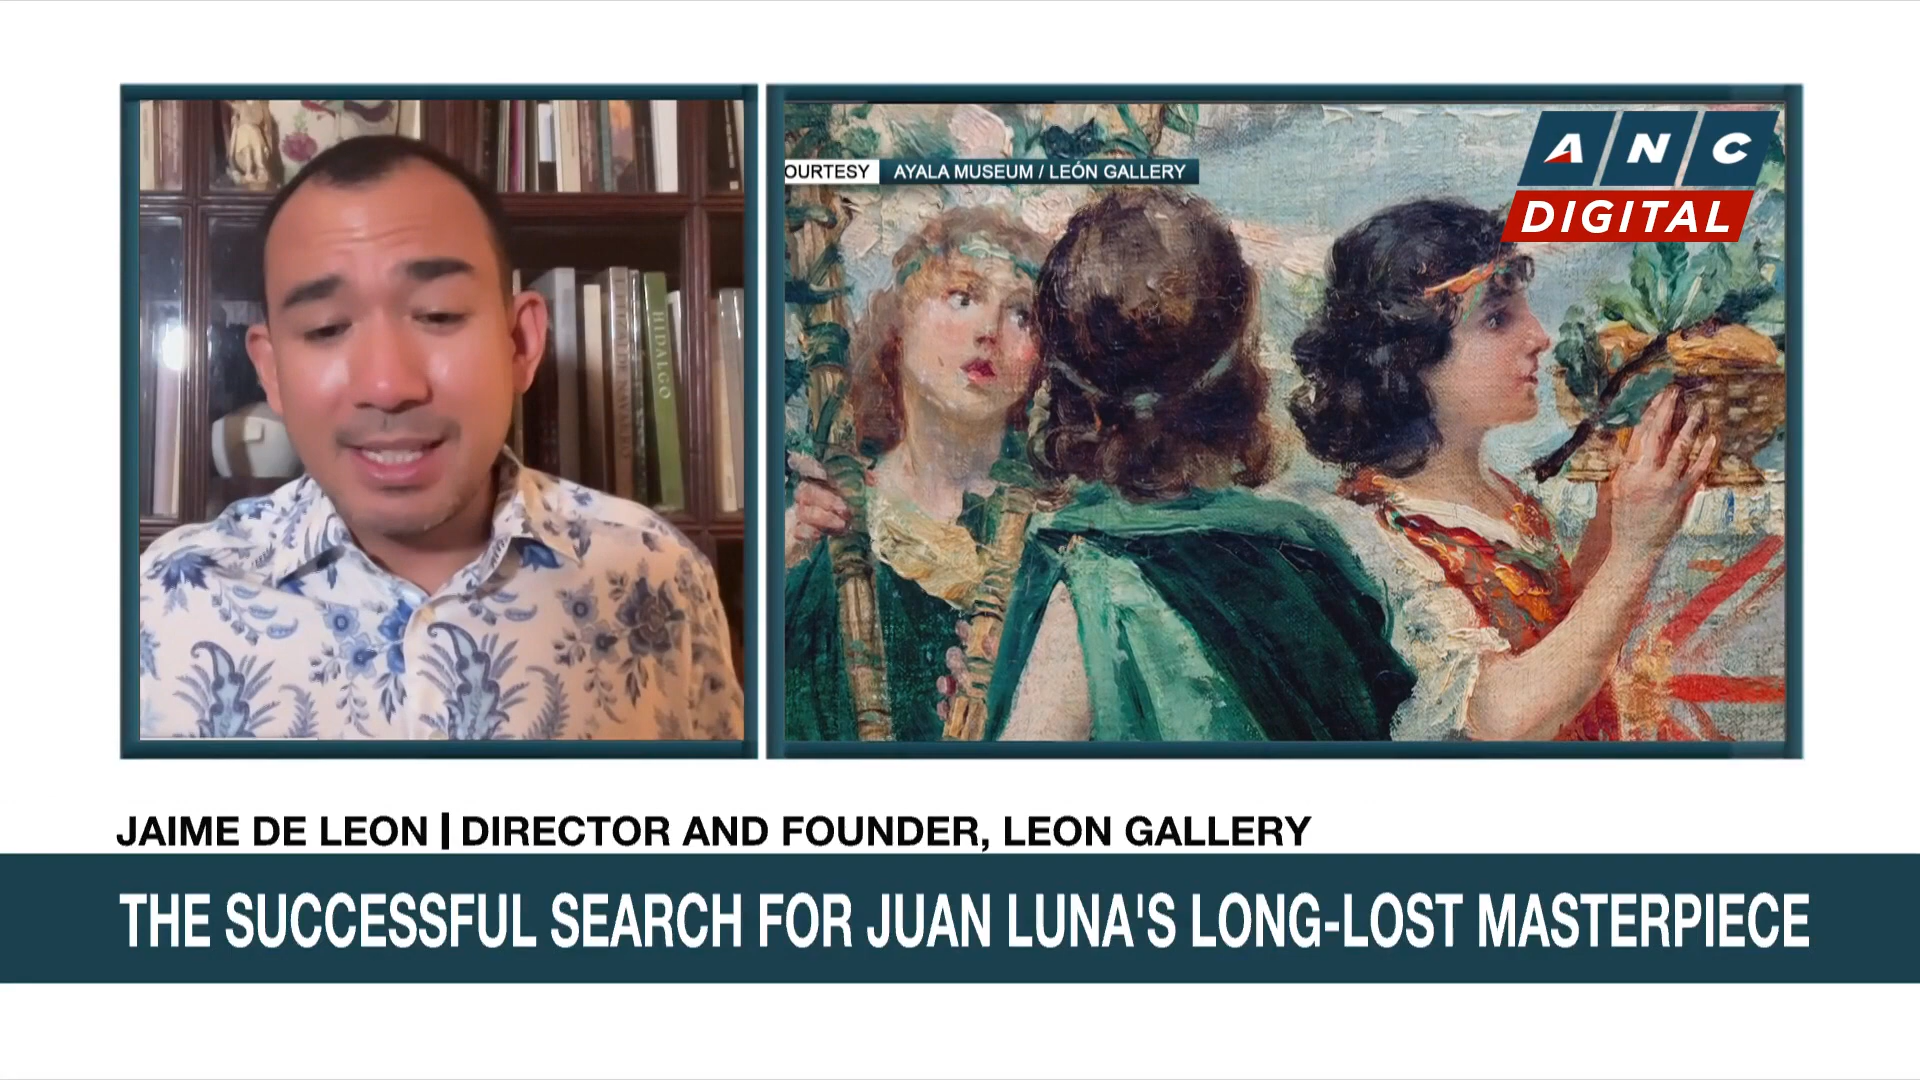 ANC
DIGITAL
OURTESY AYALA MUSEUM / LEÓN GALLERY
HIDALGO
JAIME DE LEON | DIRECTOR AND FOUNDER, LEON GALLERY
THE SUCCESSFUL SEARCH FOR JUAN LUNA'S LONG-LOST MASTERPIECE